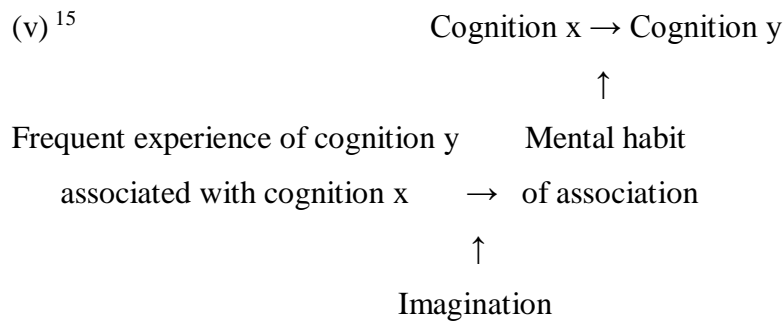 (v) 15 Cognition x → Cognition y
↑
Frequent experience of cognition y Mental habit
associated with cognition x → of association
↑
Imagination